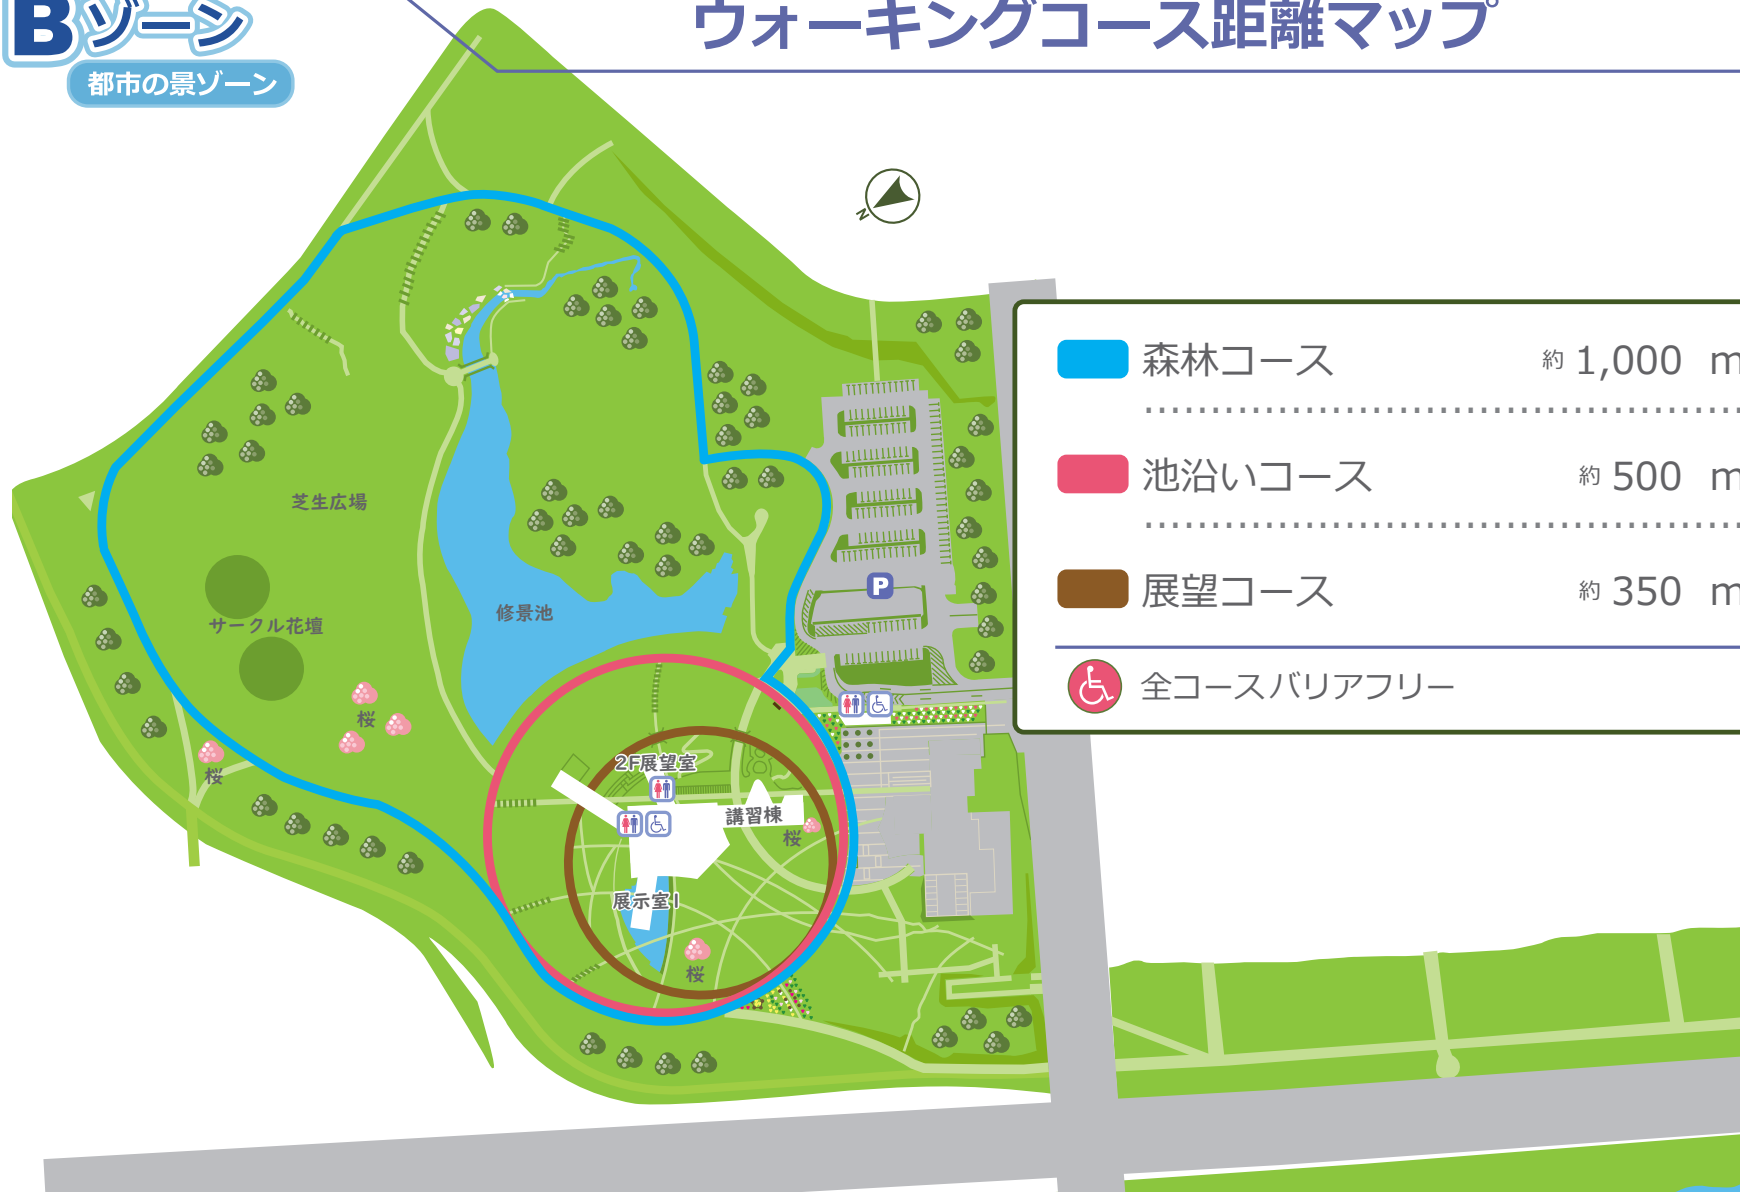 Bゾーン
都市の景ゾーン
ウォーキングコース距離マップ
N
森林コース 約 1,000 m
池沿いコース 約 500 m
展望コース 約 350 m
全コースバリアフリー
芝生広場
サークル花壇
修景池
P
桜
桜
2F展望室
講習棟
桜
展示室1
桜